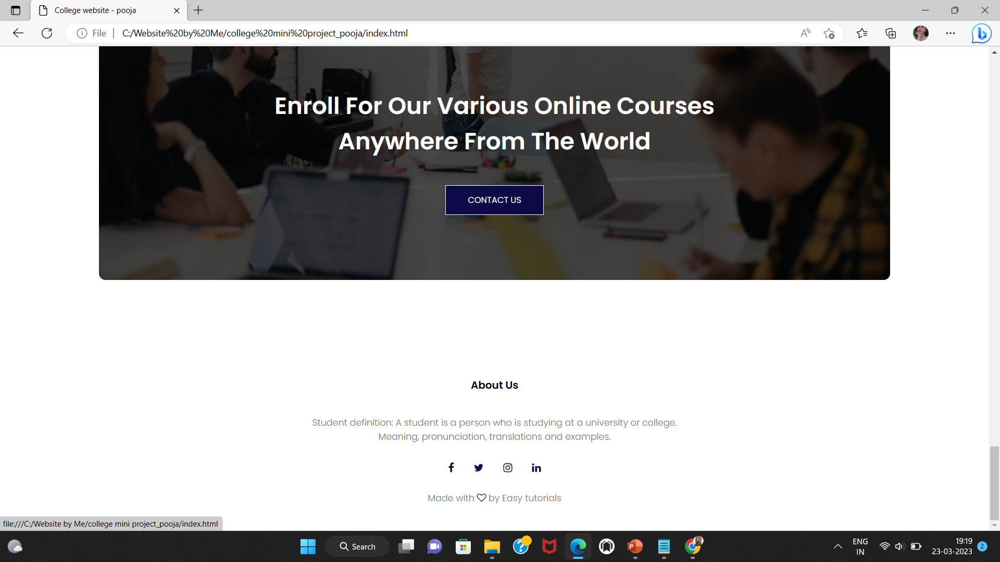 College website - pooja
File
C:/Website%20by%20Me/college%20mini%20project_pooja/index.html
Enroll For Our Various Online Courses
Anywhere From The World
CONTACT US
About Us
Student definition: A student is a person who is studying at a university or college.
Meaning, pronunciation, translations and examples.
Made with by Easy tutorials
file:///C:/Website by Me/college mini project_pooja/index.html
Search
ENG
IN
19:19
23-03-2023
2